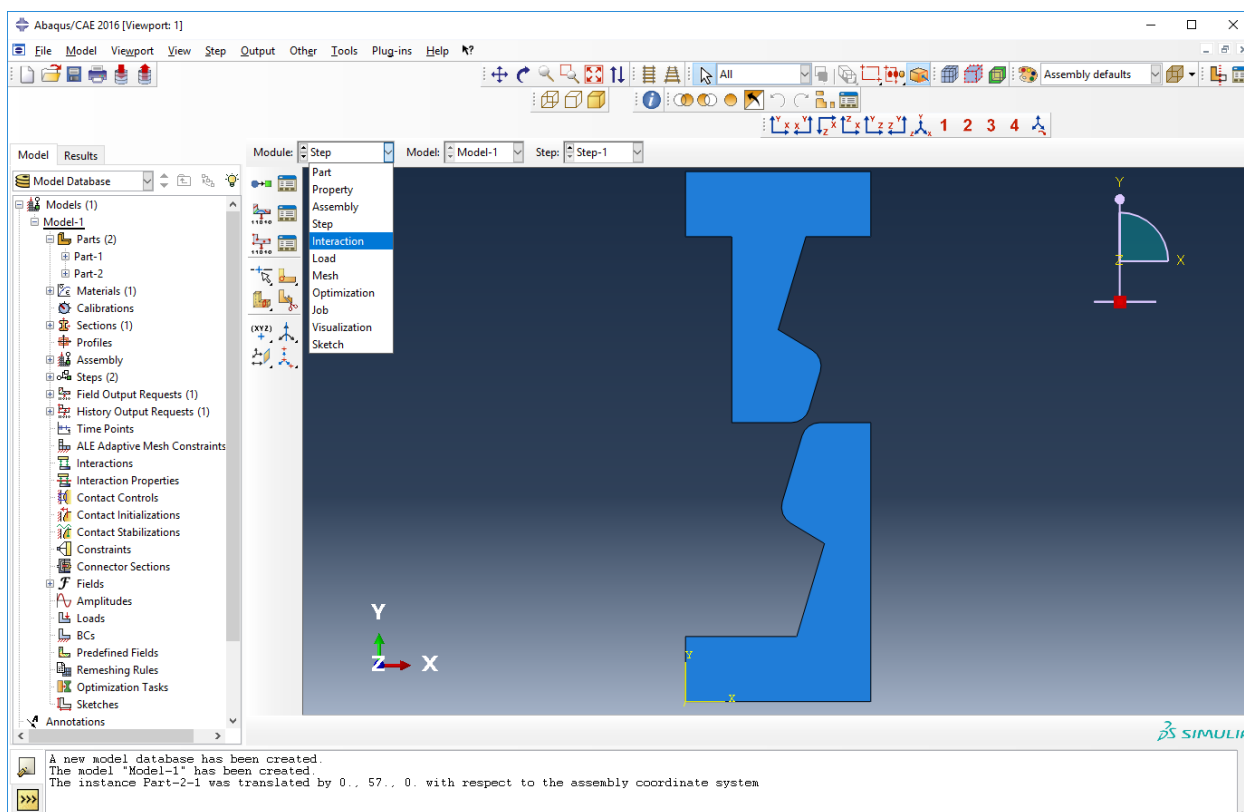 Abaqus/CAE 2016 [Viewport: 1]
File Model Viewport View Step Output Other Tools Plug-ins Help
All
Assembly defaults
1 2 3 4
Model Results
Module: Step Model: Model-1 Step: Step-1
Model Database
Part
Property
Assembly
Step
Interaction
Load
Mesh
Optimization
Job
Visualization
Sketch
Models (1)
Model-1
Parts (2)
Part-1
Part-2
Materials (1)
Calibrations
Sections (1)
Profiles
Assembly
Steps (2)
Field Output Requests (1)
History Output Requests (1)
Time Points
ALE Adaptive Mesh Constraints
Interactions
Interaction Properties
Contact Controls
Contact Initializations
Contact Stabilizations
Constraints
Connector Sections
Fields
Amplitudes
Loads
BCs
Predefined Fields
Remeshing Rules
Optimization Tasks
Sketches
Annotations
(XYZ)
Y
Z X
Y
Z X
Y
X
SIMULIA
A new model database has been created.
The model "Model-1" has been created.
The instance Part-2-1 was translated by 0., 57., 0. with respect to the assembly coordinate system
>>>